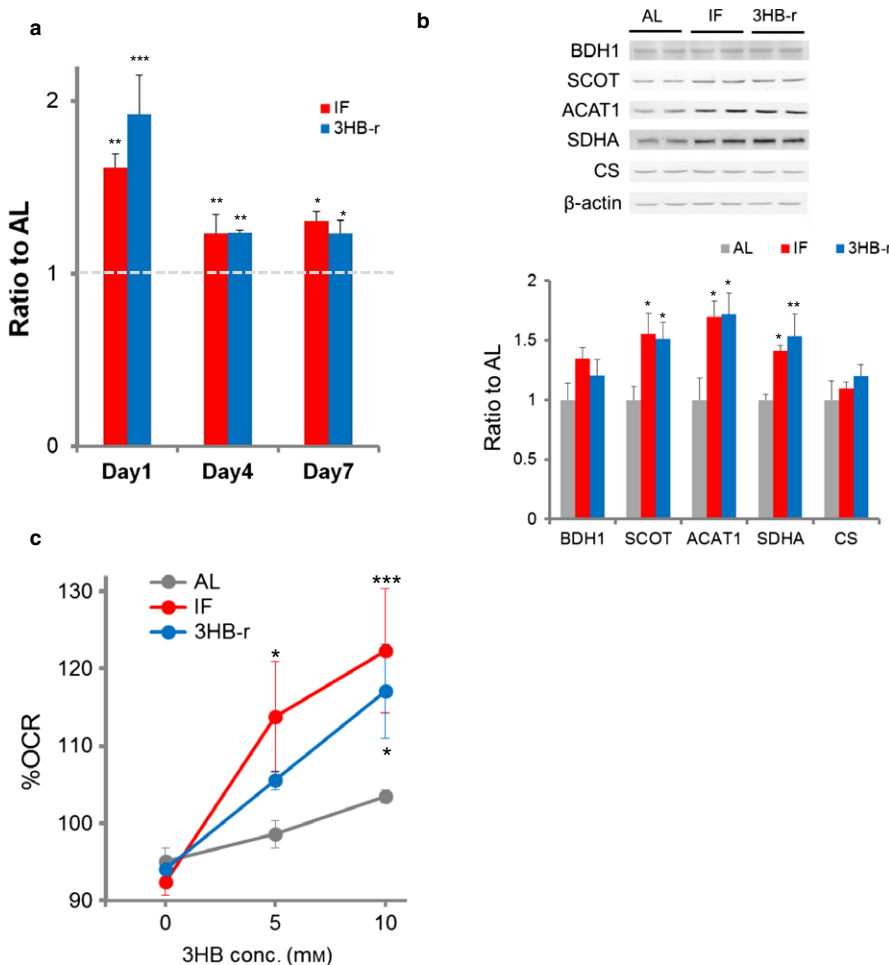 a
Ratio to AL
2
1
0
***
**
**
**
*
*
IF
3HB-r
Day1 Day4 Day7
b
AL IF 3HB-r
BDH1
SCOT
ACAT1
SDHA
CS
β-actin
AL IF 3HB-r
Ratio to AL
2
1.5
1
0.5
0
* * * * * **
BDH1 SCOT ACAT1 SDHA CS
c
%OCR
130
120
110
100
90
AL
IF
3HB-r
***
*
*
0 5 10
3HB conc. (mM)